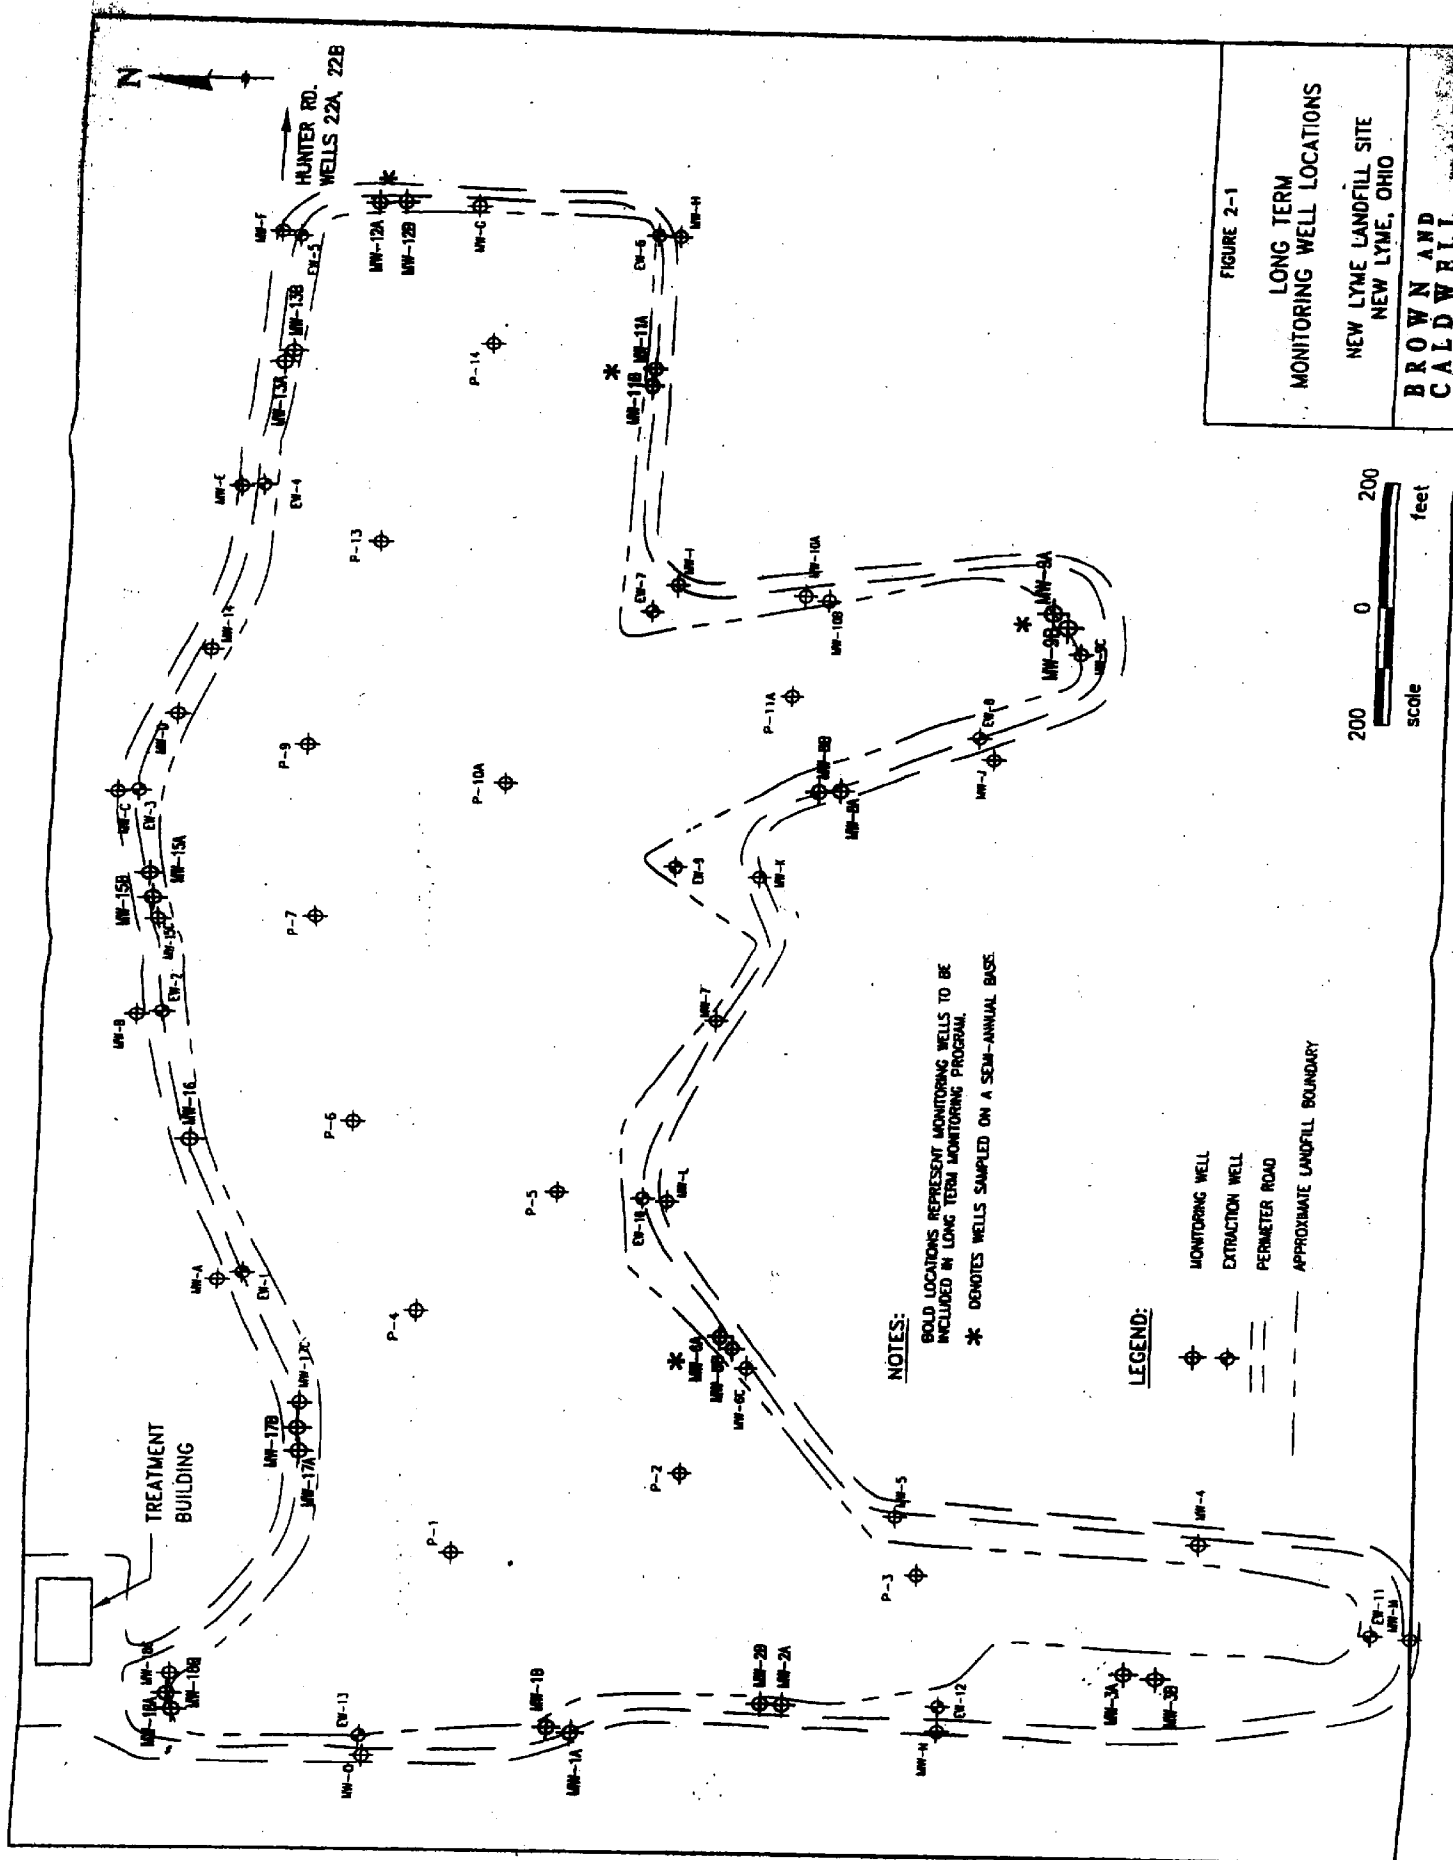 N
HUNTER RD.
WELLS 22A, 22B
MW-F
EW-5
MW-12A
*
MW-12B
MW-G
EW-6
MW-H
MW-13A
MW-13B
P-14
*
MW-11B
MW-11A
MW-E
EW-4
P-13
EW-7
MW-I
MW-10A
MW-10B
*
MW-9A
MW-9B
MW-9C
MW-14
MW-D
P-9
P-10A
P-11A
EW-8
MW-J
MW-8B
MW-8A
MW-C
EW-3
MW-15A
MW-15B
MW-15C
P-7
EW-9
MW-K
MW-B
EW-2
MW-7
MW-16
P-6
P-5
EW-10
MW-L
MW-A
EW-1
P-4
*
MW-6A
MW-6B
MW-6C
MW-17C
MW-17B
MW-17A
P-2
P-1
P-3
MW-5
MW-4
TREATMENT
BUILDING
MW-18A
MW-18B
EW-13
MW-O
MW-1B
MW-1A
MW-2B
MW-2A
EW-12
MW-N
MW-3A
MW-3B
EW-11
MW-M
NOTES:
BOLD LOCATIONS REPRESENT MONITORING WELLS TO BE
INCLUDED IN LONG TERM MONITORING PROGRAM.
* DENOTES WELLS SAMPLED ON A SEMI-ANNUAL BASIS.
LEGEND:
MONITORING WELL
EXTRACTION WELL
PERIMETER ROAD
APPROXIMATE LANDFILL BOUNDARY
200 0 200
scale feet
FIGURE 2-1
LONG TERM
MONITORING WELL LOCATIONS
NEW LYME LANDFILL SITE
NEW LYME, OHIO
BROWN AND
CALDWELL